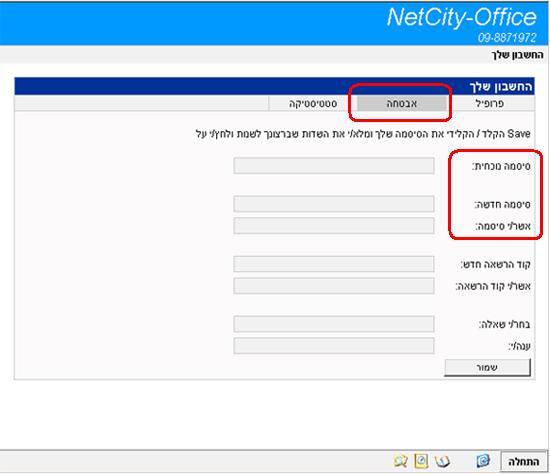 NetCity-Office
09-8871972
החשבון שלך
החשבון שלך
פרופיל אבטחה סטטיסטיקה
הקלד / הקלידי את הסיסמה שלך ומלא/י את השדות שברצונך לשנות ולחץ/י על Save
סיסמה נוכחית:
סיסמה חדשה:
אשר/י סיסמה:
קוד הרשאה חדש:
אשר/י קוד הרשאה:
בחר/י שאלה:
ענה/י:
שמור
התחלה